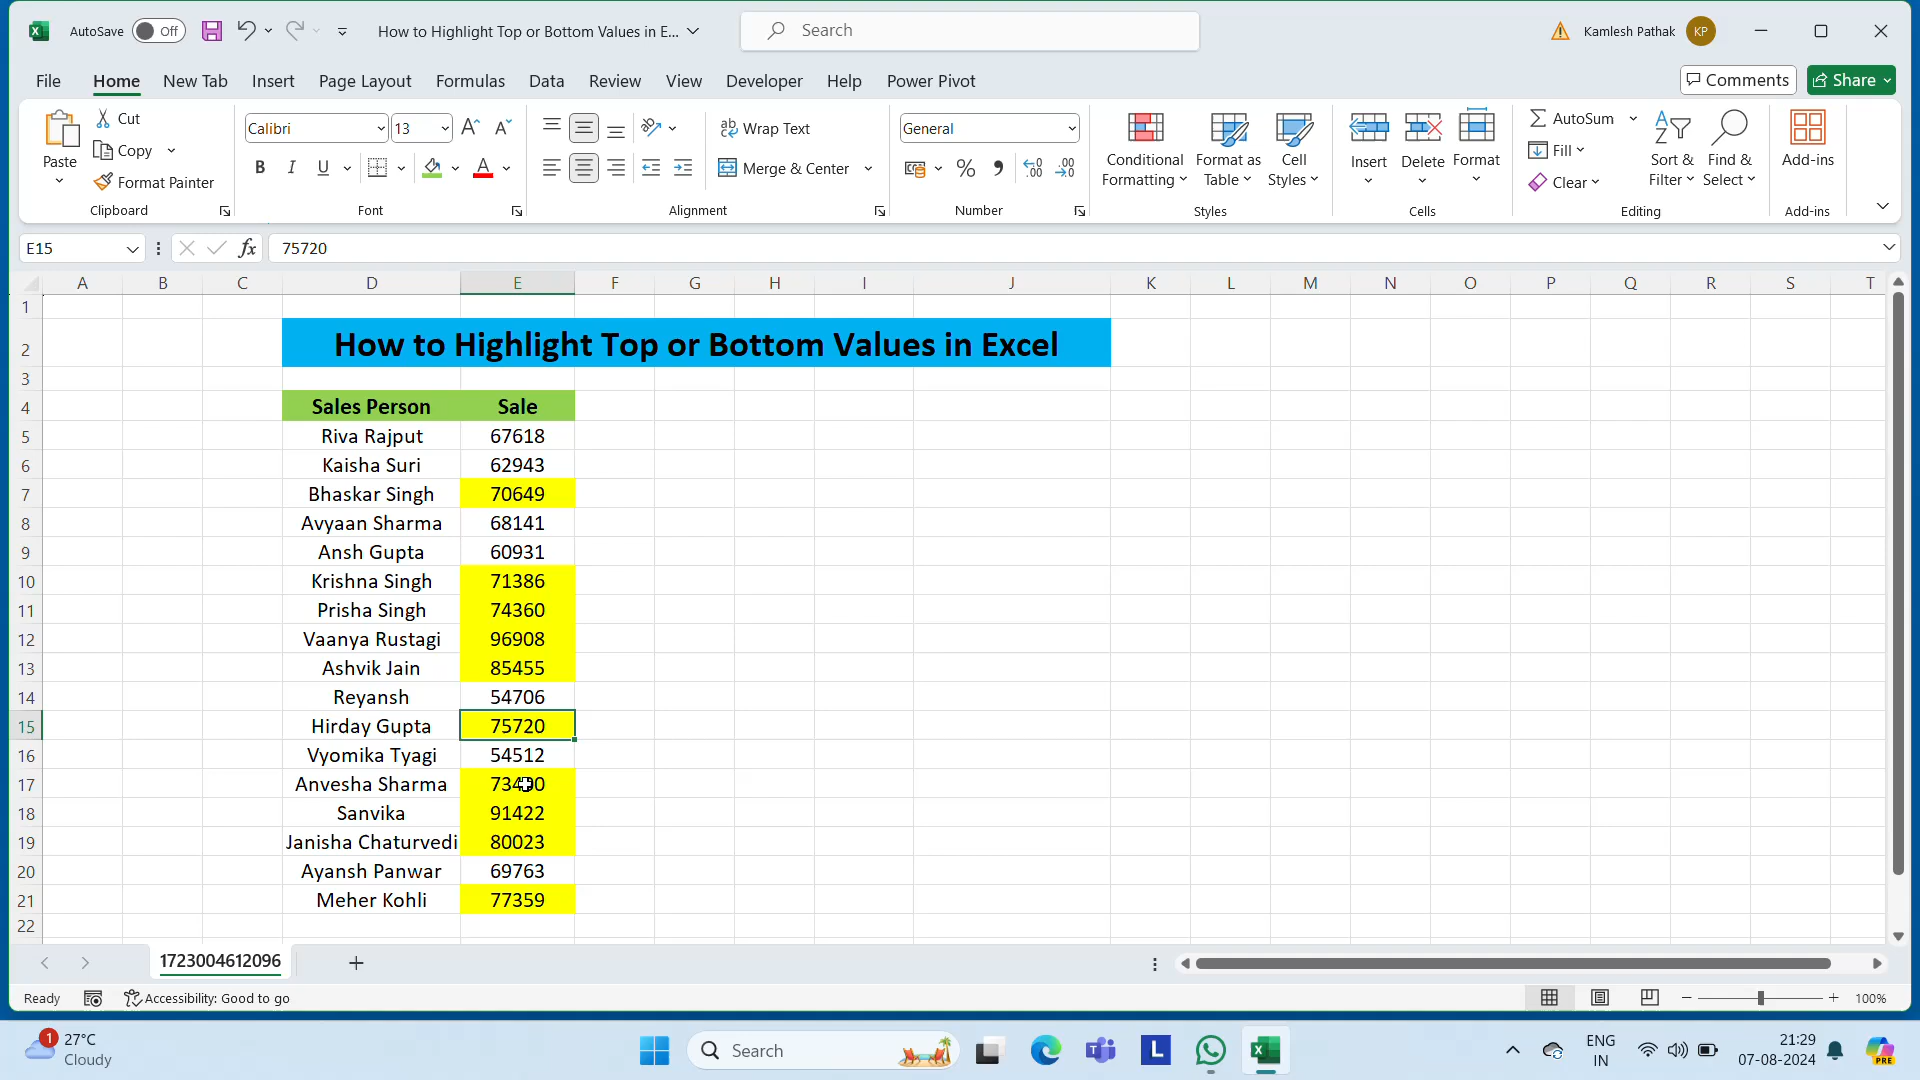 AutoSave Off How to Highlight Top or Bottom Values in E... Search Kamlesh Pathak KP
File Home New Tab Insert Page Layout Formulas Data Review View Developer Help Power Pivot Comments Share
Paste Cut Copy Format Painter Clipboard
Calibri 13 B I U A Font
ab Wrap Text Merge & Center Alignment
General % Number
Conditional Formatting Format as Table Cell Styles Styles
Insert Delete Format Cells
AutoSum Fill Clear Sort & Filter Find & Select Editing
Add-ins Add-ins
E15 fx 75720
A B C D E F G H I J K L M N O P Q R S T
1
2 How to Highlight Top or Bottom Values in Excel
3
4 Sales Person Sale
5 Riva Rajput 67618
6 Kaisha Suri 62943
7 Bhaskar Singh 70649
8 Avyaan Sharma 68141
9 Ansh Gupta 60931
10 Krishna Singh 71386
11 Prisha Singh 74360
12 Vaanya Rustagi 96908
13 Ashvik Jain 85455
14 Reyansh 54706
15 Hirday Gupta 75720
16 Vyomika Tyagi 54512
17 Anvesha Sharma
18 Sanvika 91422
19 Janisha Chaturvedi 80023
20 Ayansh Panwar 69763
21 Meher Kohli 77359
22
1723004612096
Ready Accessibility: Good to go 100%
1 27°C Search ENG 21:29
Cloudy IN 07-08-2024 PRE